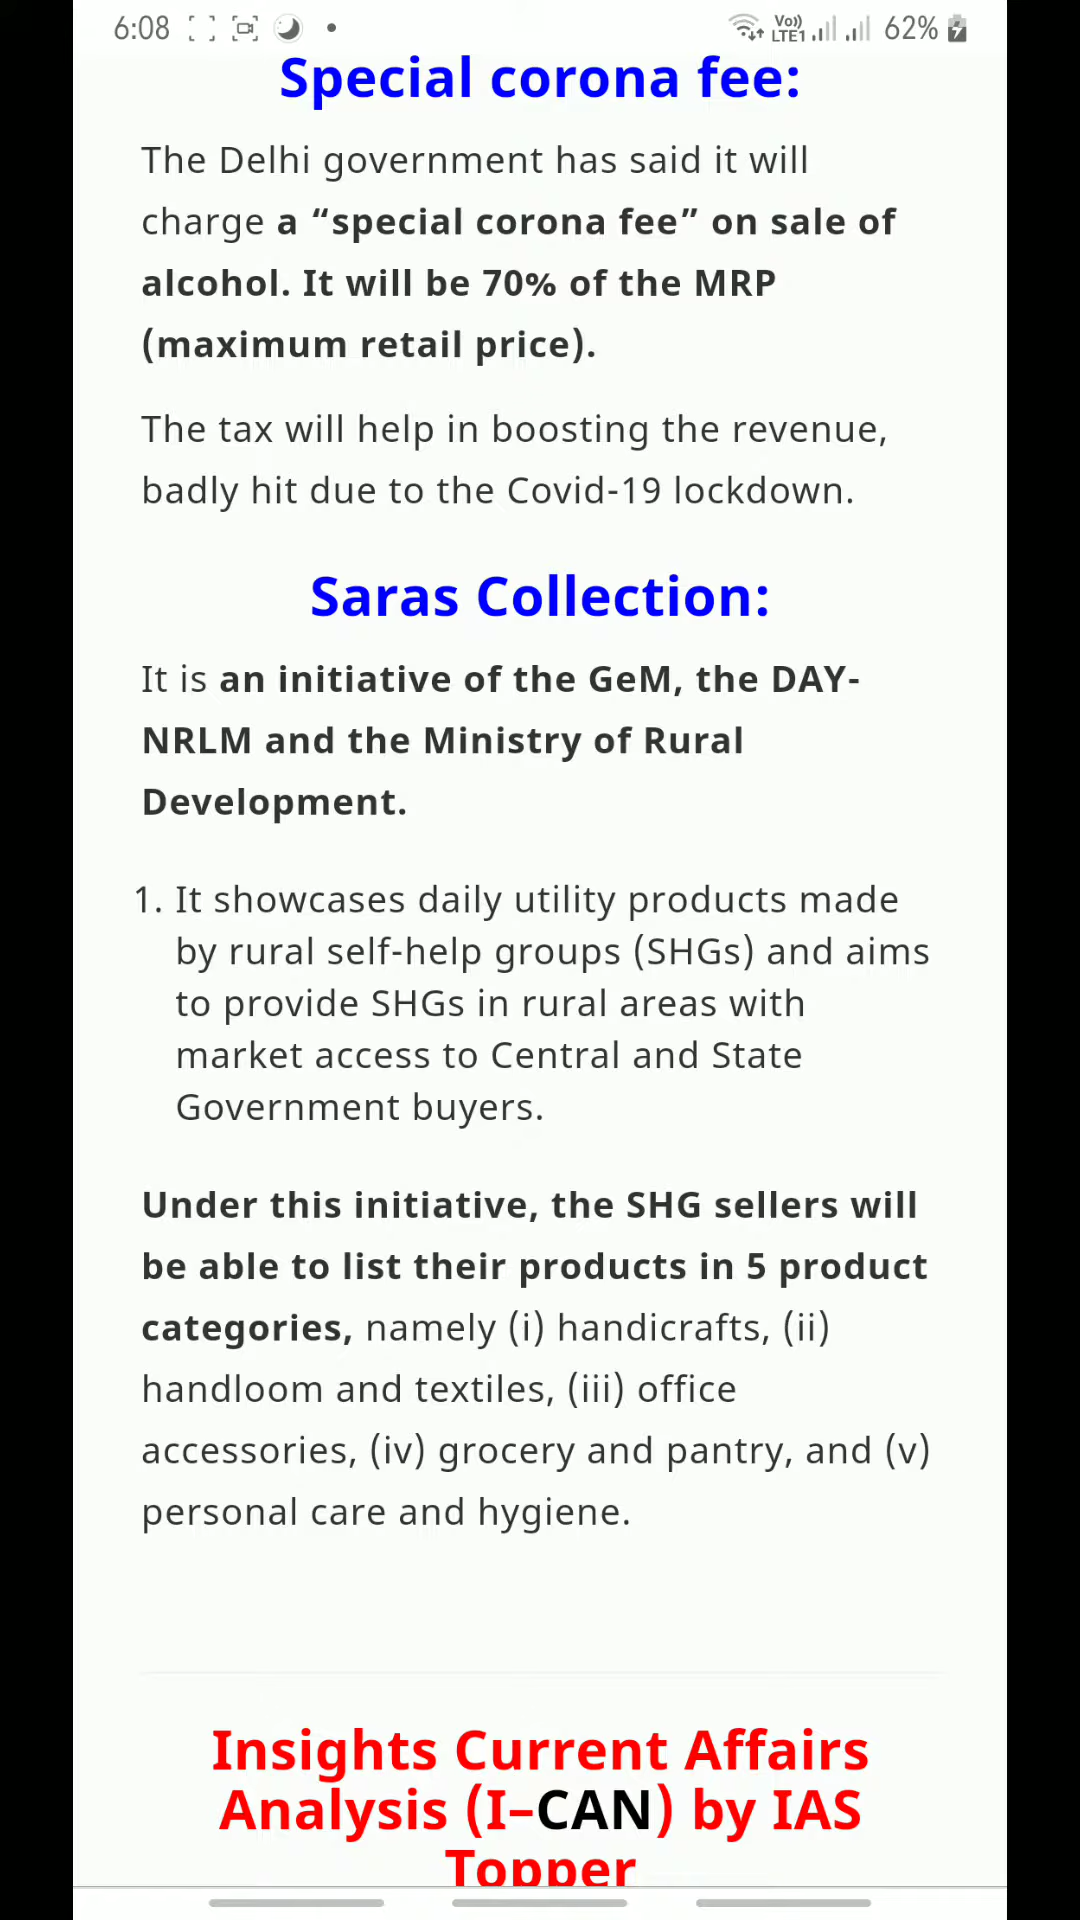 6:08
Vo)) LTE1 62%
Special corona fee:
The Delhi government has said it will
charge a “special corona fee” on sale of
alcohol. It will be 70% of the MRP
(maximum retail price).
The tax will help in boosting the revenue,
badly hit due to the Covid-19 lockdown.
Saras Collection:
It is an initiative of the GeM, the DAY-
NRLM and the Ministry of Rural
Development.
1. It showcases daily utility products made
by rural self-help groups (SHGs) and aims
to provide SHGs in rural areas with
market access to Central and State
Government buyers.
Under this initiative, the SHG sellers will
be able to list their products in 5 product
categories, namely (i) handicrafts, (ii)
handloom and textiles, (iii) office
accessories, (iv) grocery and pantry, and (v)
personal care and hygiene.
Insights Current Affairs
Analysis (I–CAN) by IAS
Topper